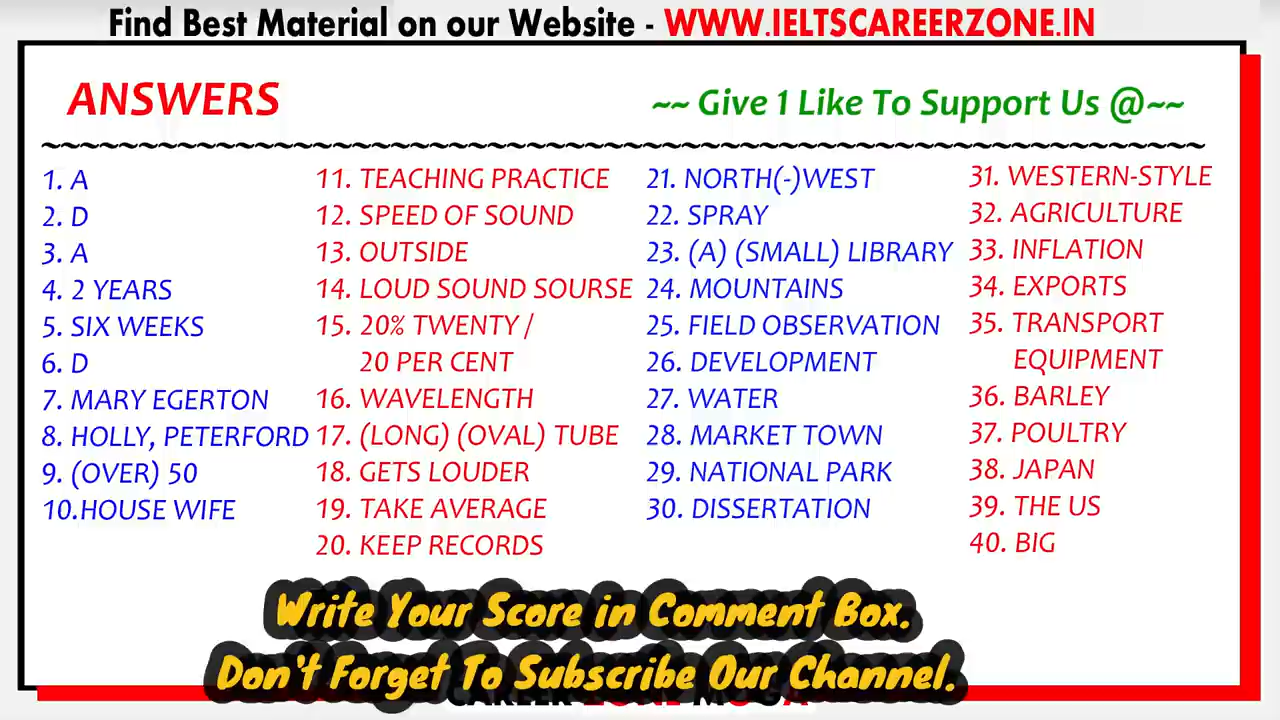 Find Best Material on our Website - WWW.IELTSCAREERZONE.IN
ANSWERS
~~ Give 1 Like To Support Us @~~
1. A
2. D
3. A
4. 2 YEARS
5. SIX WEEKS
6. D
7. MARY EGERTON
8. HOLLY, PETERFORD
9. (OVER) 50
10.HOUSE WIFE
11. TEACHING PRACTICE
12. SPEED OF SOUND
13. OUTSIDE
14. LOUD SOUND SOURSE
15. 20% TWENTY /
20 PER CENT
16. WAVELENGTH
17. (LONG) (OVAL) TUBE
18. GETS LOUDER
19. TAKE AVERAGE
20. KEEP RECORDS
21. NORTH(-)WEST
22. SPRAY
23. (A) (SMALL) LIBRARY
24. MOUNTAINS
25. FIELD OBSERVATION
26. DEVELOPMENT
27. WATER
28. MARKET TOWN
29. NATIONAL PARK
30. DISSERTATION
31. WESTERN-STYLE
32. AGRICULTURE
33. INFLATION
34. EXPORTS
35. TRANSPORT
EQUIPMENT
36. BARLEY
37. POULTRY
38. JAPAN
39. THE US
40. BIG
Write Your Score in Comment Box.
Don't Forget To Subscribe Our Channel.